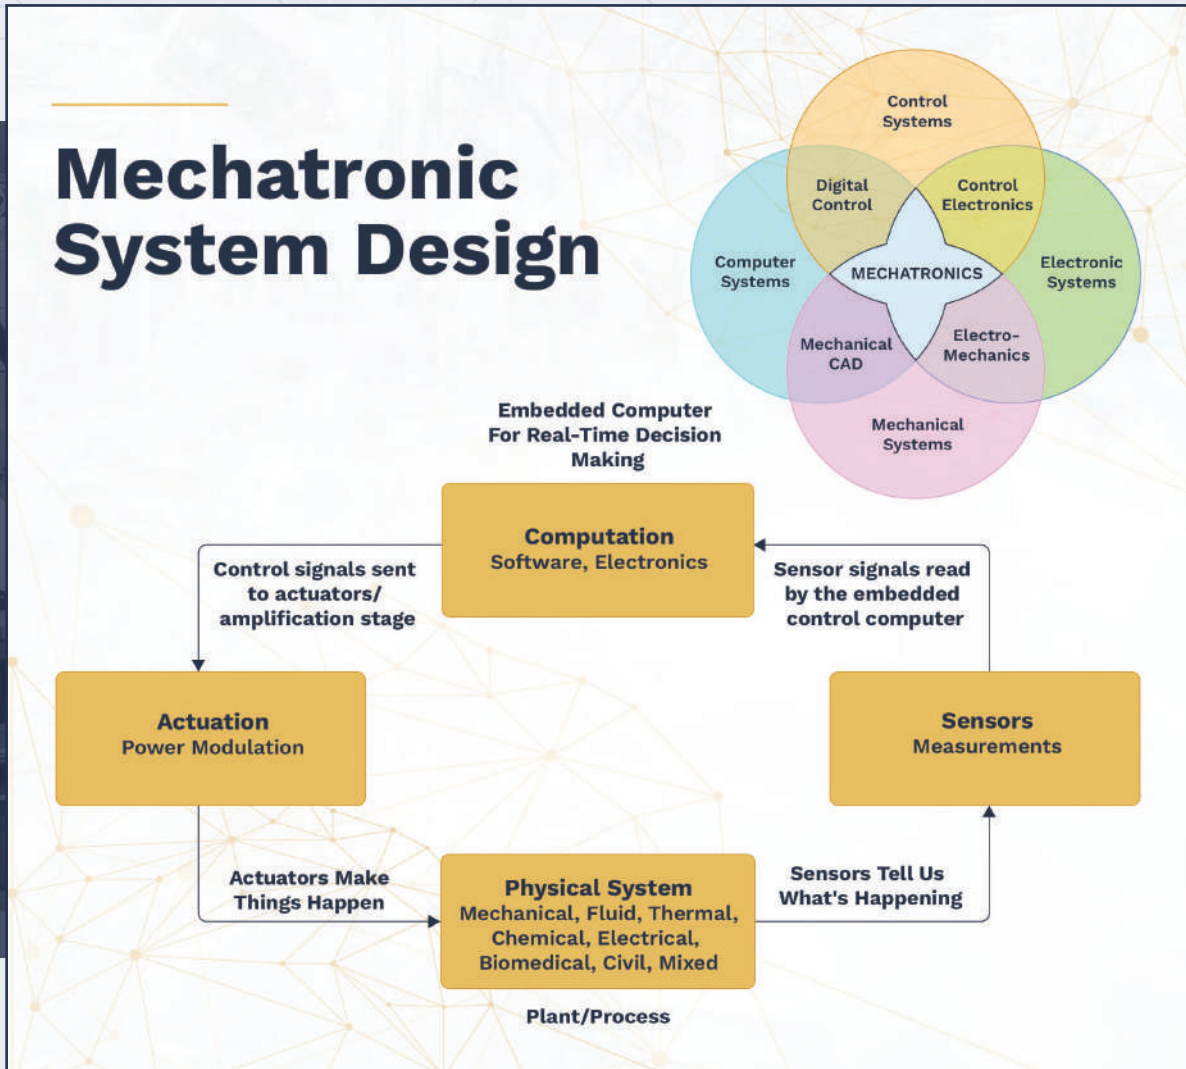 Mechatronic
System Design
Control
Systems
Digital
Control
Control
Electronics
Computer
Systems
MECHATRONICS
Electronic
Systems
Mechanical
CAD
Electro-
Mechanics
Mechanical
Systems
Embedded Computer
For Real-Time Decision
Making
Computation
Software, Electronics
Control signals sent
to actuators/
amplification stage
Sensor signals read
by the embedded
control computer
Actuation
Power Modulation
Sensors
Measurements
Actuators Make
Things Happen
Physical System
Mechanical, Fluid, Thermal,
Chemical, Electrical,
Biomedical, Civil, Mixed
Sensors Tell Us
What's Happening
Plant/Process